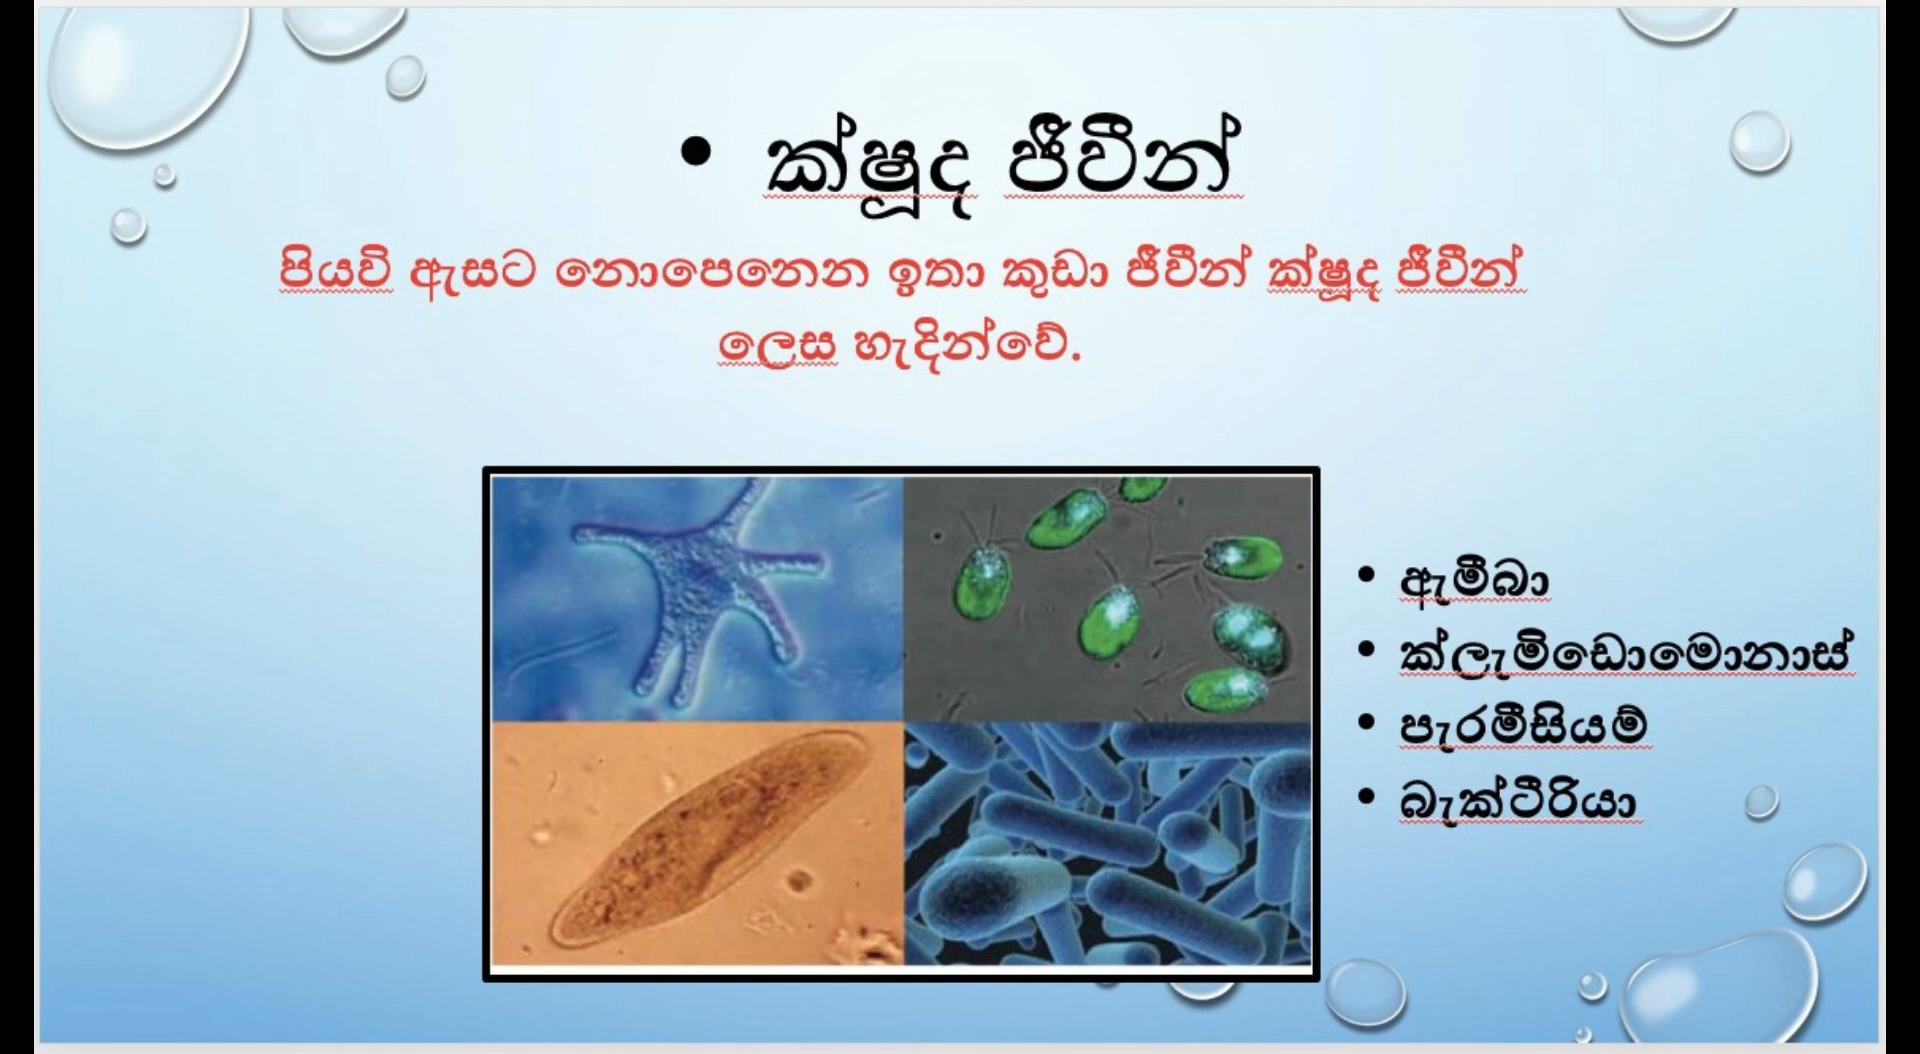 • ක්ෂූද ජීවීන්
පියවි ඇසට නොපෙනෙන ඉතා කුඩා ජීවීන් ක්ෂූද ජීවීන්
ලෙස හැදින්වේ.
• ඇමීබා
• ක්ලැමිඩොමොනාස්
• පැරමීසියම්
• බැක්ටීරියා